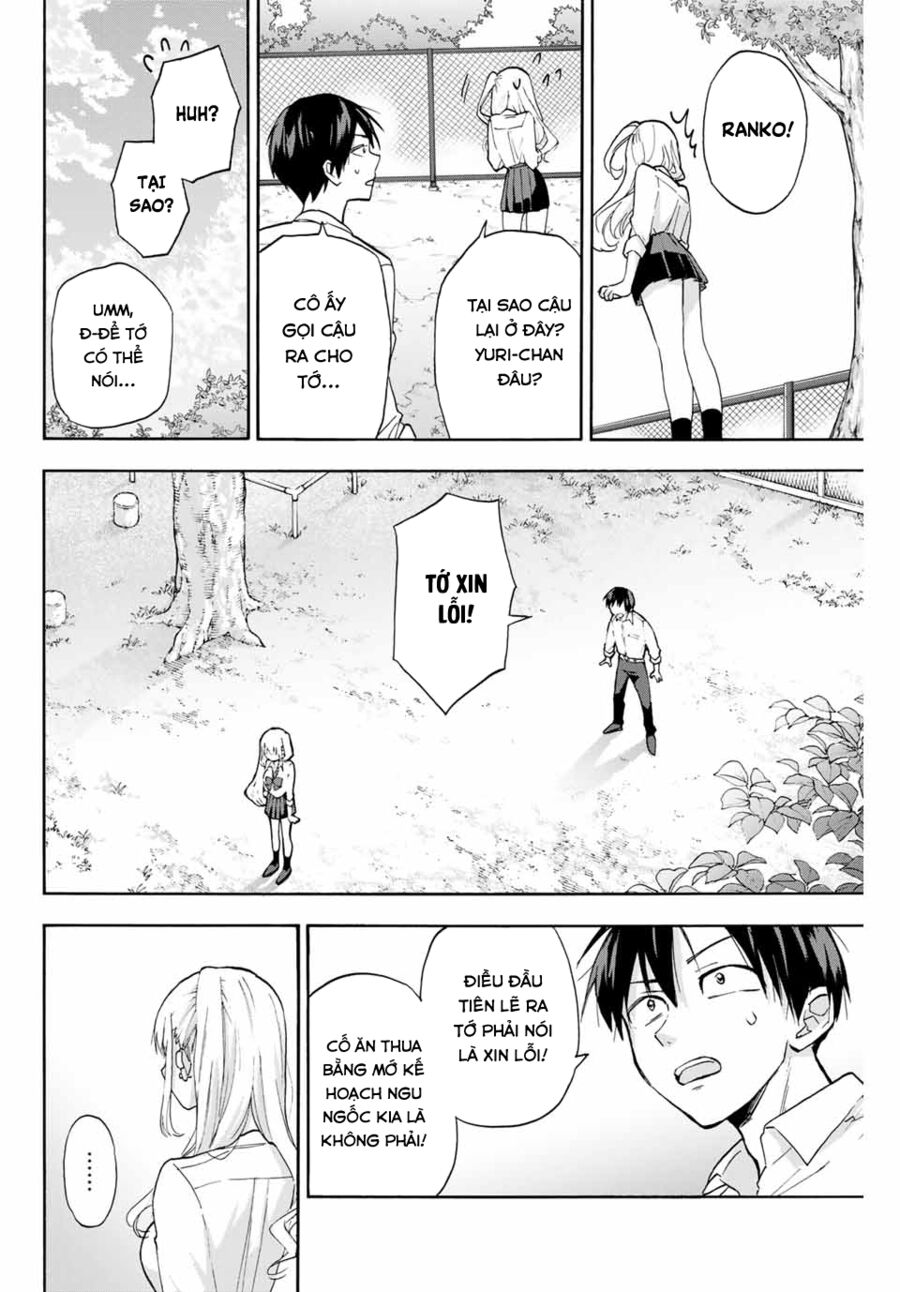 RANKO!
TẠI SAO CẬU
LẠI Ở ĐÂY?
YURI-CHAN
ĐÂU?
CÔ ẤY
GỌI CẬU
RA CHO
TỚ...
HUH?
TẠI
SAO?
UMM,
Đ-ĐỂ TỚ
CÓ THỂ
NÓI...
TỚ XIN
LỖI!
ĐIỀU ĐẦU
TIÊN LẼ RA
TỚ PHẢI NÓI
LÀ XIN LỖI!
CỐ ĂN THUA
BẰNG MỚ KẾ
HOẠCH NGU
NGỐC KIA LÀ
KHÔNG PHẢI!
......